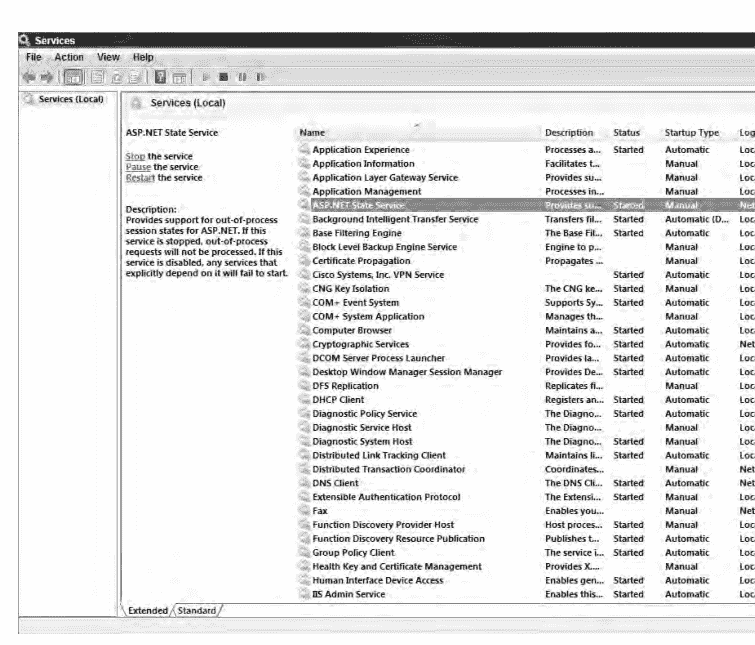 Services
File Action View Help
Services (Local)
Services (Local)
ASP.NET State Service
Stop the service
Pause the service
Restart the service
Description:
Provides support for out-of-process
session states for ASP.NET. If this
service is stopped, out-of-process
requests will not be processed. If this
service is disabled, any services that
explicitly depend on it will fail to start.
Name Description Status Startup Type Log
Application Experience Processes a... Started Automatic Loc
Application Information Facilitates t... Manual Loc
Application Layer Gateway Service Provides su... Manual Loc
Application Management Processes in... Manual Loc
ASP.NET State Service Provides su... Started Manual Net
Background Intelligent Transfer Service Transfers fil... Started Automatic (D... Loc
Base Filtering Engine The Base Fil... Started Automatic Loc
Block Level Backup Engine Service Engine to p... Manual Loc
Certificate Propagation Propagates ... Manual Loc
Cisco Systems, Inc. VPN Service Started Automatic Loc
CNG Key Isolation The CNG ke... Started Manual Loc
COM+ Event System Supports Sy... Started Automatic Loc
COM+ System Application Manages th... Manual Loc
Computer Browser Maintains a... Started Automatic Loc
Cryptographic Services Provides fo... Started Automatic Net
DCOM Server Process Launcher Provides la... Started Automatic Loc
Desktop Window Manager Session Manager Provides De... Started Automatic Loc
DFS Replication Replicates fi... Manual Loc
DHCP Client Registers an... Started Automatic Loc
Diagnostic Policy Service The Diagno... Started Automatic Loc
Diagnostic Service Host The Diagno... Manual Loc
Diagnostic System Host The Diagno... Started Manual Loc
Distributed Link Tracking Client Maintains li... Started Automatic Loc
Distributed Transaction Coordinator Coordinates... Manual Net
DNS Client The DNS Cli... Started Automatic Net
Extensible Authentication Protocol The Extensi... Started Manual Loc
Fax Enables you... Manual Net
Function Discovery Provider Host Host proces... Started Manual Loc
Function Discovery Resource Publication Publishes t... Started Automatic Loc
Group Policy Client The service i... Started Automatic Loc
Health Key and Certificate Management Provides X.... Manual Loc
Human Interface Device Access Enables gen... Started Automatic Loc
IIS Admin Service Enables this... Started Automatic Loc
Extended Standard